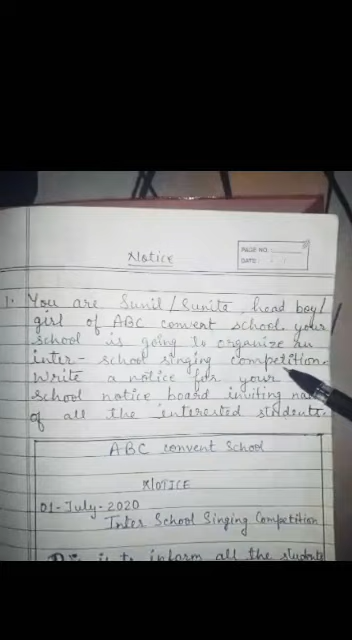 Notice
PAGE NO.:
DATE:
1. You are Sunil/Sunita, head boy/
girl of ABC convent school. your
school is going to organize an
inter-school singing competition.
Write a notice for your
school notice board inviting
of all the interested students.
ABC convent School
NOTICE
01-July-2020
Inter School Singing Competition
is to inform all the students